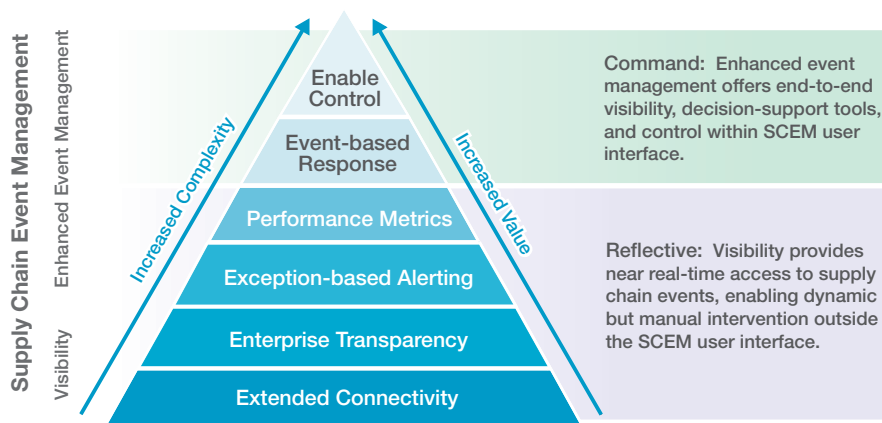 Supply Chain Event Management
Enhanced Event Management
Visibility
Increased Complexity
Increased Value
Enable
Control
Event-based
Response
Performance Metrics
Exception-based Alerting
Enterprise Transparency
Extended Connectivity
Command: Enhanced event
management offers end-to-end
visibility, decision-support tools,
and control within SCEM user
interface.
Reflective: Visibility provides
near real-time access to supply
chain events, enabling dynamic
but manual intervention outside
the SCEM user interface.